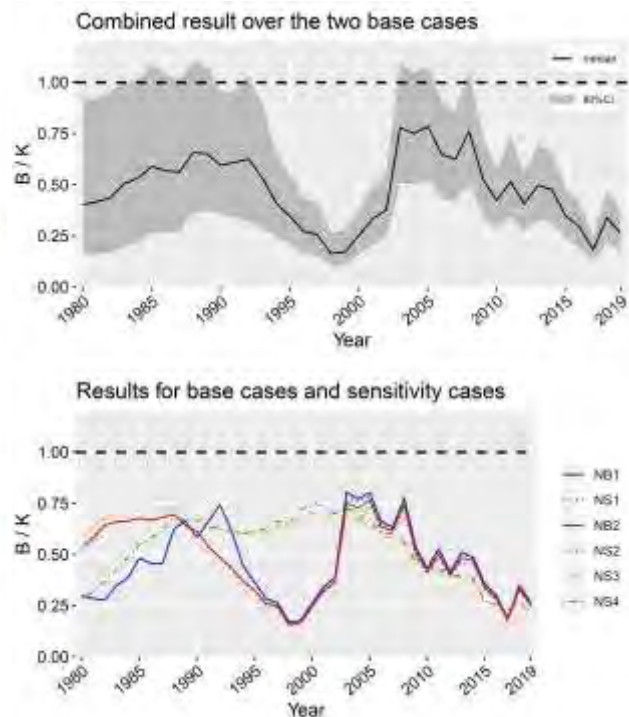 Combined result over the two base cases
B / K
1.00
0.75
0.50
0.25
0.00
median
80%CI
1980
1985
1990
1995
2000
2005
2010
2015
2019
Year
Results for base cases and sensitivity cases
B / K
1.00
0.75
0.50
0.25
0.00
NB1
NS1
NB2
NS2
NS3
NS4
1980
1985
1990
1995
2000
2005
2010
2015
2019
Year